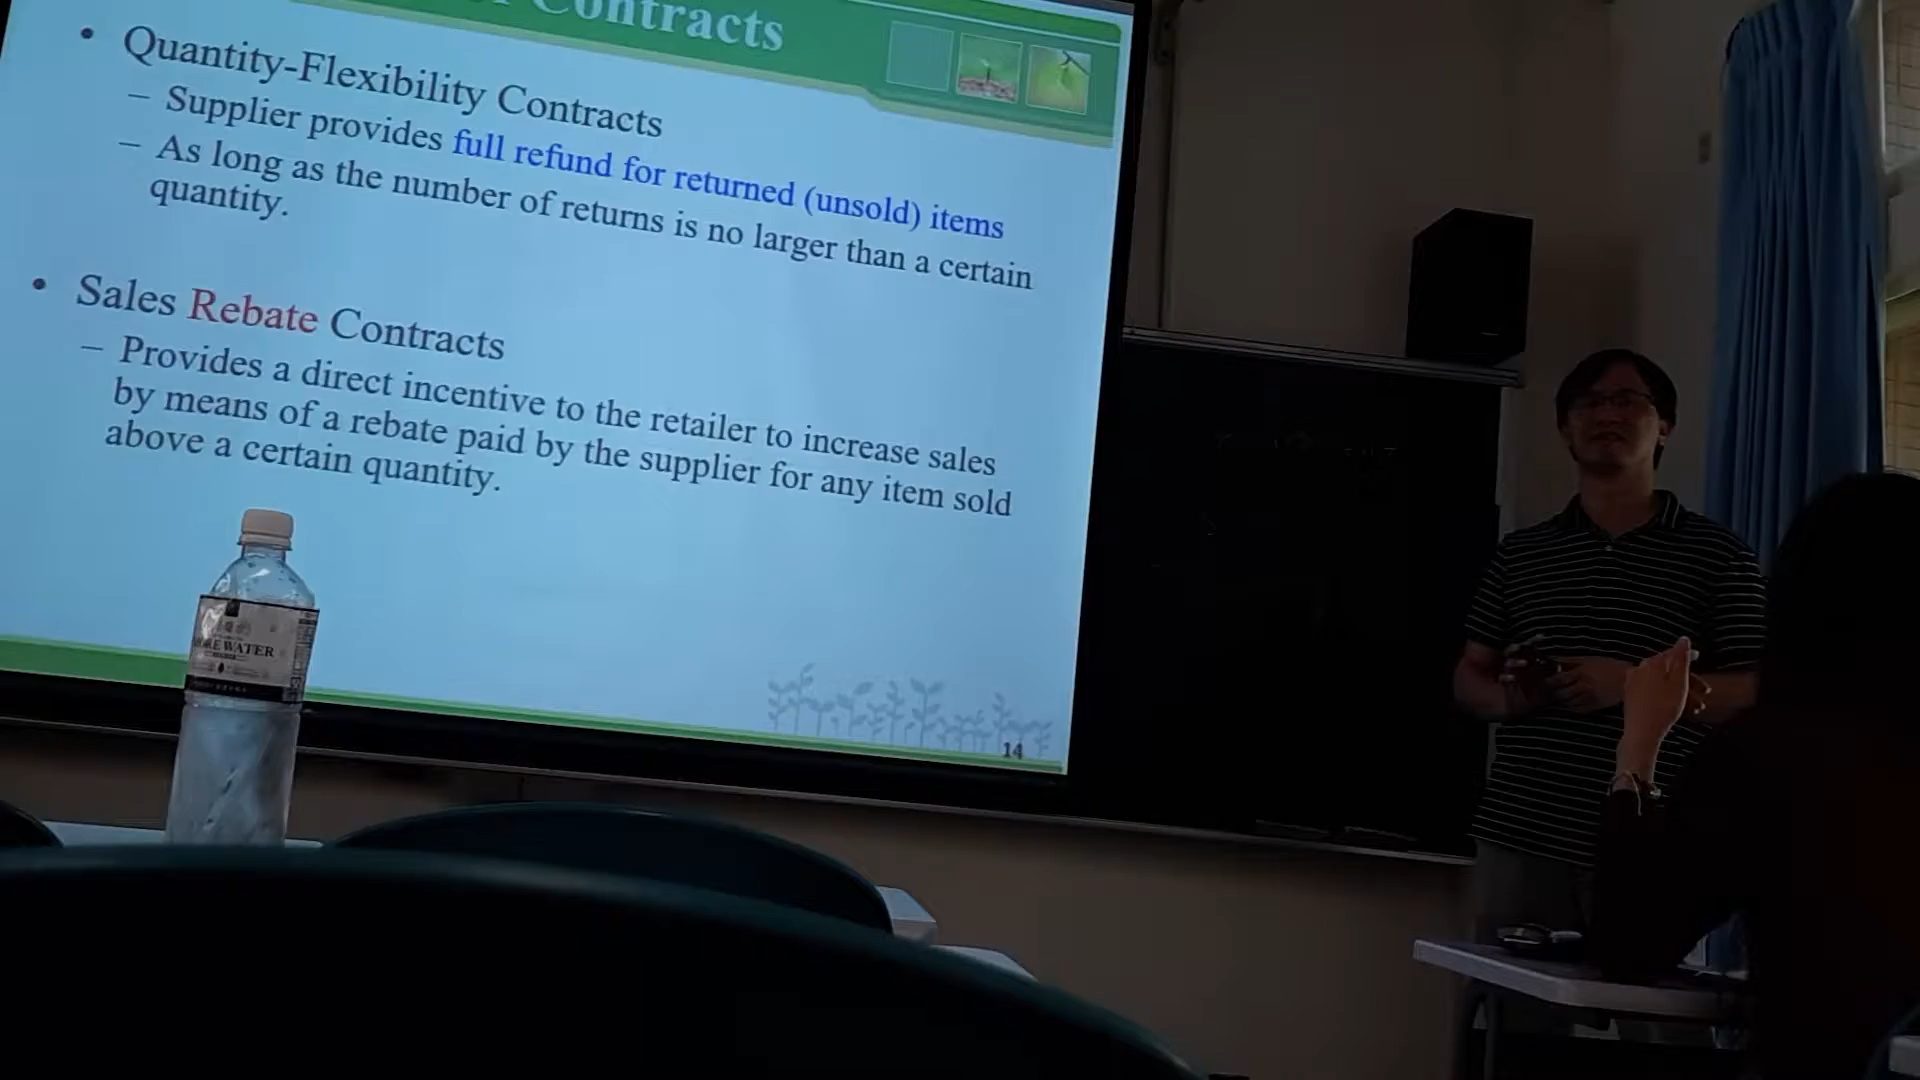 Contracts
• Quantity-Flexibility Contracts
– Supplier provides full refund for returned (unsold) items
– As long as the number of returns is no larger than a certain
quantity.
• Sales Rebate Contracts
– Provides a direct incentive to the retailer to increase sales
by means of a rebate paid by the supplier for any item sold
above a certain quantity.
WATER
14